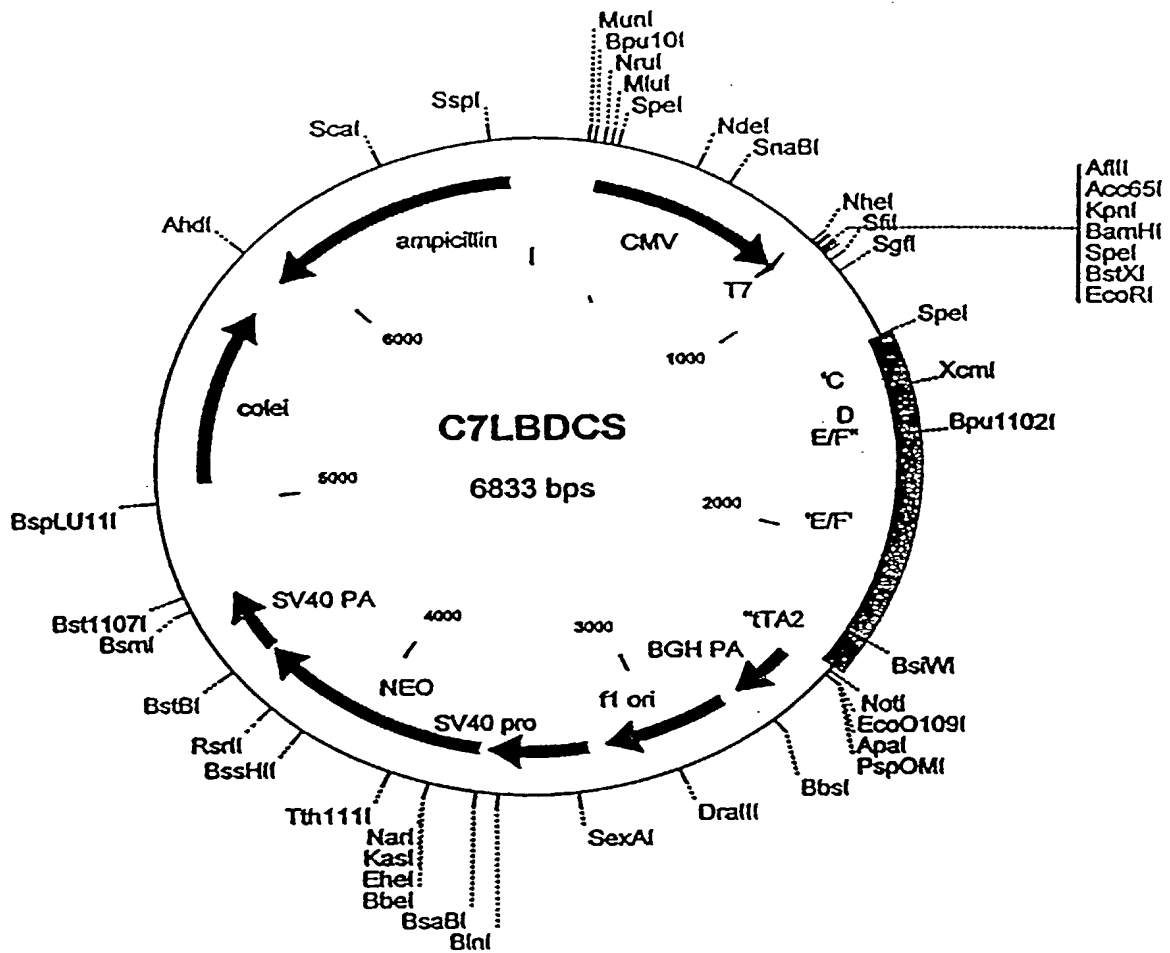 MunI
Bpu10I
NruI
MluI
SpeI
NdeI
SnaBI
NheI
SfiI
SgfI
AflII
Acc65I
KpnI
BamHI
SpeI
BstXI
EcoRI
SpeI
XcmI
Bpu1102I
BsiWI
NotI
EcoO109I
ApaI
PspOMI
BbsI
DraIII
SexAI
BlnI
BsaBI
NarI
KasI
EheI
BbeI
Tth111I
BssHII
RsrII
BstBI
BsmI
Bst1107I
BspLU11I
AhdI
ScaI
SspI
ampicillin
CMV
T7
1000
'C
D
E/F"
2000
'E/F'
"tTA2
BGH PA
3000
f1 ori
SV40 pro
NEO
4000
SV40 PA
5000
colei
6000
C7LBDCS
6833 bps